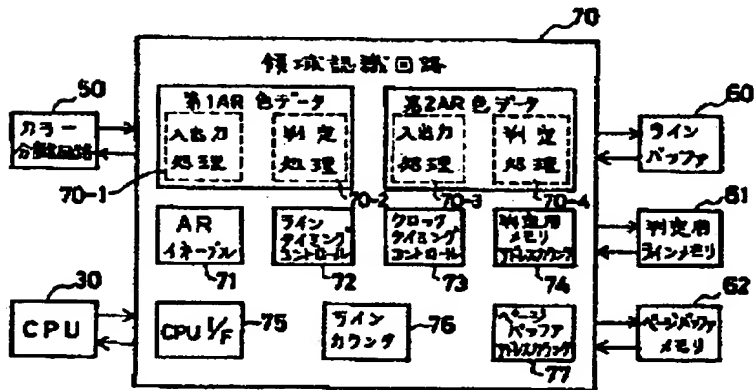 70
領域認識回路
50
カラー
分離回路
第1AR色データ
入出力
処理
判定
処理
第2AR色データ
入出力
処理
判定
処理
60
ライン
バッファ
70-1
70-2
70-3
70-4
AR
イネーブル
71
ライン
タイミング
コントロール
72
クロック
タイミング
コントロール
73
判定用
メモリ
アドレスカウンタ
74
61
判定用
ラインメモリ
30
CPU
CPU I/F
75
ライン
カウンタ
76
ページ
バッファ
アドレスカウンタ
77
62
ページバッファ
メモリ